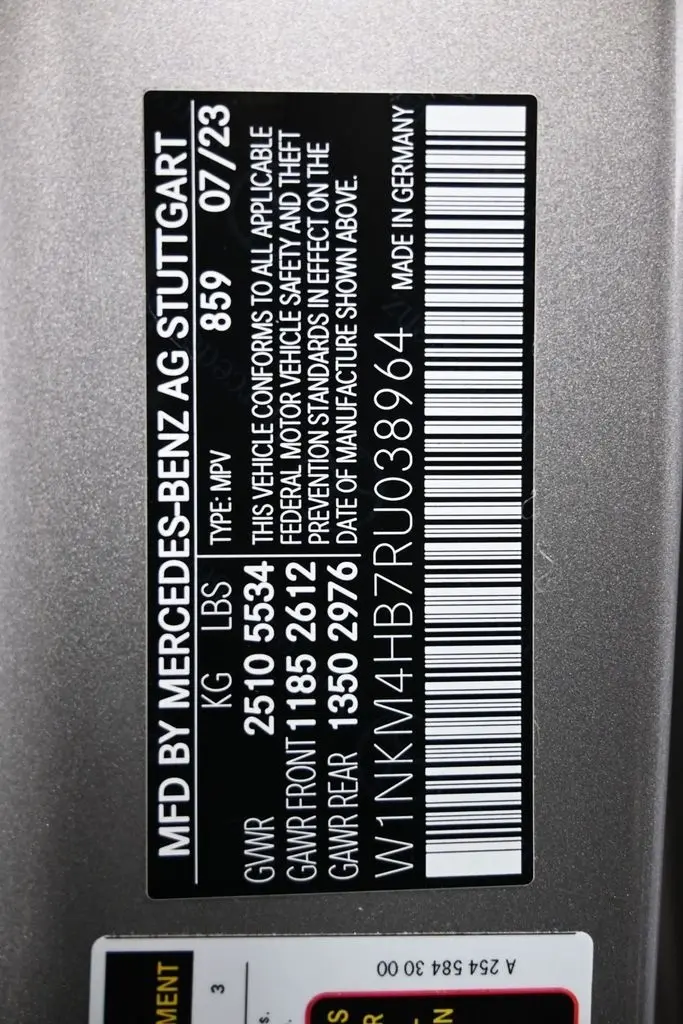 MFD BY MERCEDES-BENZ AG STUTTGART
KG LBS TYPE: MPV 859 07/23
GVWR 2510 5534
GAWR FRONT 1185 2612
GAWR REAR 1350 2976
THIS VEHICLE CONFORMS TO ALL APPLICABLE
FEDERAL MOTOR VEHICLE SAFETY AND THEFT
PREVENTION STANDARDS IN EFFECT ON THE
DATE OF MANUFACTURE SHOWN ABOVE.
W1NKM4HB7RU038964 MADE IN GERMANY
MENT
3
s.
S
R
N
A 254 584 30 00